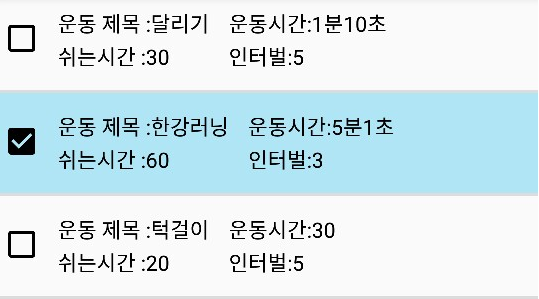 운동 제목 :달리기 운동시간:1분10초
쉬는시간 :30 인터벌:5
운동 제목 :한강러닝 운동시간:5분1초
쉬는시간 :60 인터벌:3
운동 제목 :턱걸이 운동시간:30
쉬는시간 :20 인터벌:5